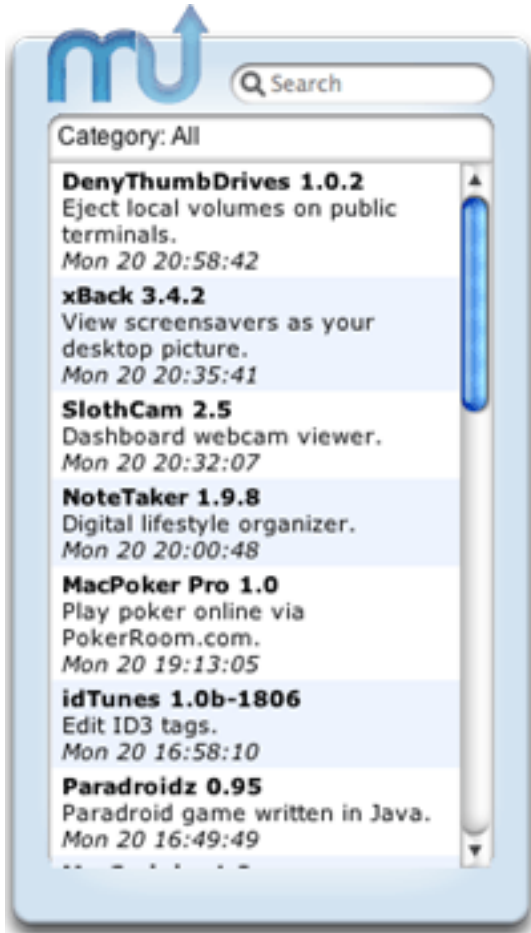 mu
Search
Category: All
DenyThumbDrives 1.0.2
Eject local volumes on public
terminals.
Mon 20 20:58:42
xBack 3.4.2
View screensavers as your
desktop picture.
Mon 20 20:35:41
SlothCam 2.5
Dashboard webcam viewer.
Mon 20 20:32:07
NoteTaker 1.9.8
Digital lifestyle organizer.
Mon 20 20:00:48
MacPoker Pro 1.0
Play poker online via
PokerRoom.com.
Mon 20 19:13:05
idTunes 1.0b-1806
Edit ID3 tags.
Mon 20 16:58:10
Paradroidz 0.95
Paradroid game written in Java.
Mon 20 16:49:49